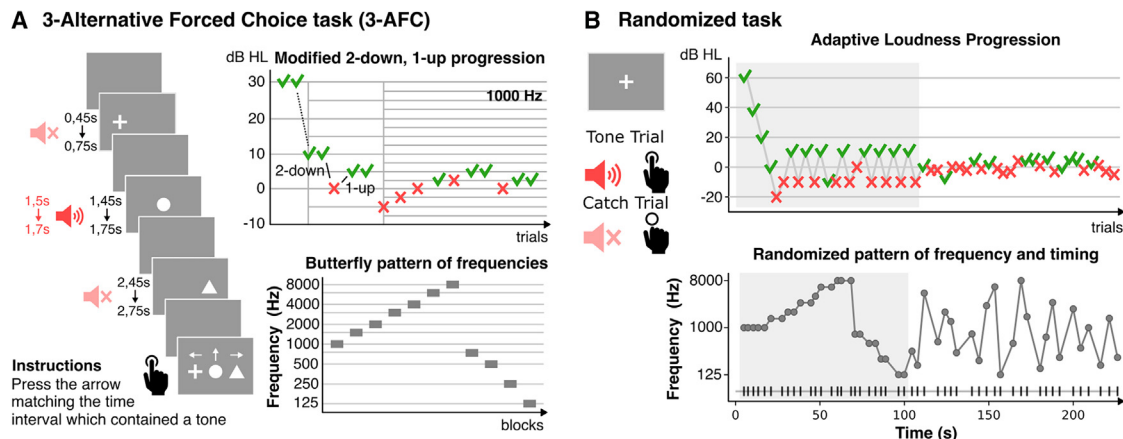 A 3-Alternative Forced Choice task (3-AFC)
0,45s
0,75s
1,5s
1,7s
1,45s
1,75s
2,45s
2,75s
Instructions
Press the arrow
matching the time
interval which contained a tone
dB HL
Modified 2-down, 1-up progression
1000 Hz
30
20
10
0
-10
2-down
1-up
trials
Butterfly pattern of frequencies
Frequency (Hz)
8000
4000
2000
1000
500
250
125
blocks
B Randomized task
Tone Trial
Catch Trial
dB HL
Adaptive Loudness Progression
60
40
20
0
-20
trials
Randomized pattern of frequency and timing
Frequency (Hz)
8000
1000
125
0
50
100
150
200
Time (s)